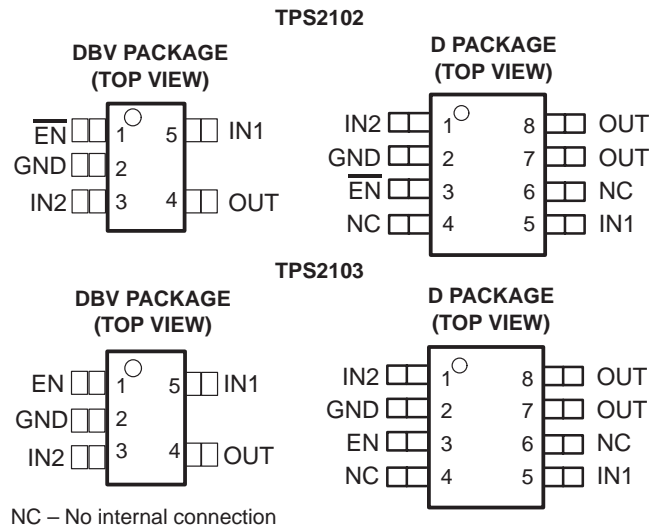 TPS2102
DBV PACKAGE
(TOP VIEW)
E̅N̅ 1 5 IN1
GND 2
IN2 3 4 OUT
D PACKAGE
(TOP VIEW)
IN2 1 8 OUT
GND 2 7 OUT
E̅N̅ 3 6 NC
NC 4 5 IN1
TPS2103
DBV PACKAGE
(TOP VIEW)
EN 1 5 IN1
GND 2
IN2 3 4 OUT
D PACKAGE
(TOP VIEW)
IN2 1 8 OUT
GND 2 7 OUT
EN 3 6 NC
NC 4 5 IN1
NC – No internal connection